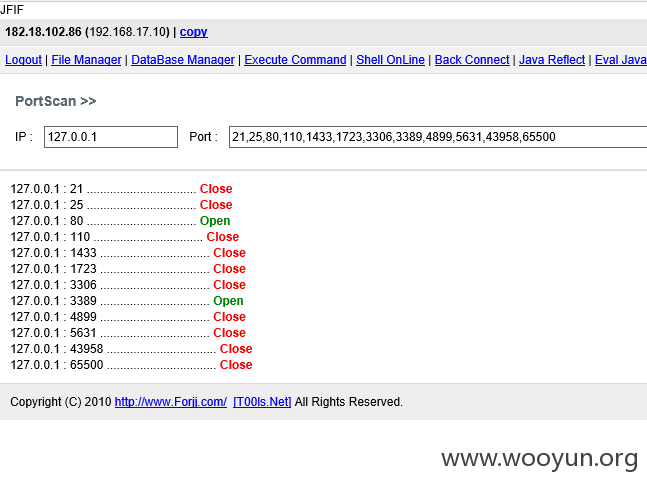 JFIF
182.18.102.86 (192.168.17.10) | copy
Logout | File Manager | DataBase Manager | Execute Command | Shell OnLine | Back Connect | Java Reflect | Eval Java
PortScan >>
IP : 127.0.0.1 Port : 21,25,80,110,1433,1723,3306,3389,4899,5631,43958,65500
127.0.0.1 : 21 ................................. Close
127.0.0.1 : 25 ................................. Close
127.0.0.1 : 80 ................................. Open
127.0.0.1 : 110 ................................. Close
127.0.0.1 : 1433 ................................. Close
127.0.0.1 : 1723 ................................. Close
127.0.0.1 : 3306 ................................. Close
127.0.0.1 : 3389 ................................. Open
127.0.0.1 : 4899 ................................. Close
127.0.0.1 : 5631 ................................. Close
127.0.0.1 : 43958 ................................. Close
127.0.0.1 : 65500 ................................. Close
Copyright (C) 2010 http://www.Forjj.com/ [T00ls.Net] All Rights Reserved.
www.wooyun.org